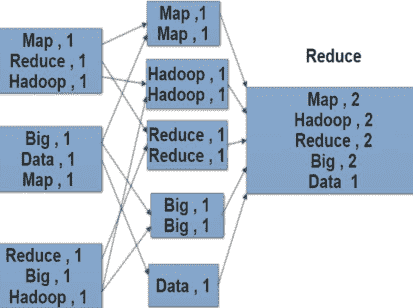 Map , 1
Reduce , 1
Hadoop , 1
Big , 1
Data , 1
Map , 1
Reduce , 1
Big , 1
Hadoop , 1
Map ,1
Map , 1
Hadoop , 1
Hadoop , 1
Reduce , 1
Reduce , 1
Big , 1
Big , 1
Data , 1
Reduce
Map , 2
Hadoop , 2
Reduce , 2
Big , 2
Data 1